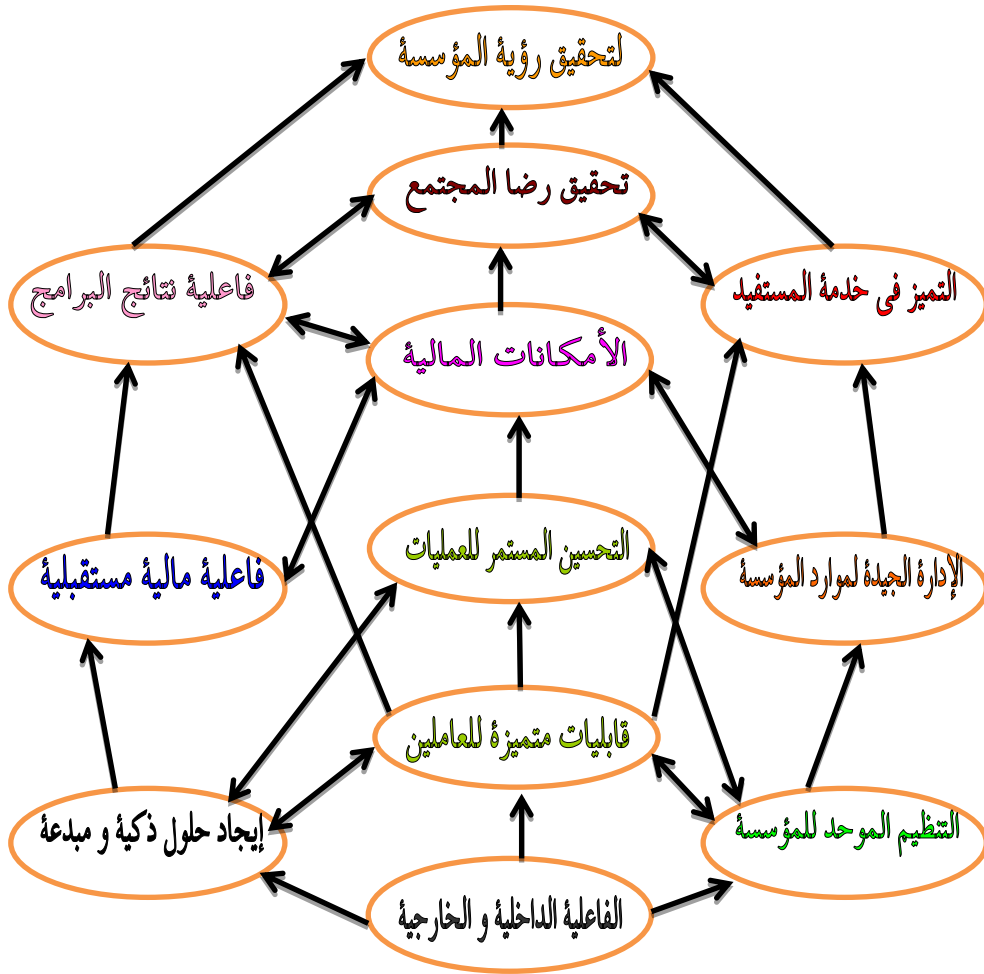 لتحقيق رؤية المؤسسة
تحقيق رضا المجتمع
التميز فى خدمة المستفيد
فاعلية نتائج البرامج
الأمكانات المالية
التحسين المستمر للعمليات
الإدارة الجيدة لموارد المؤسسة
فاعلية مالية مستقبلية
قابليات متميزة للعاملين
التنظيم الموحد للمؤسسة
إيجاد حلول ذكية و مبدعة
الفاعلية الداخلية و الخارجية